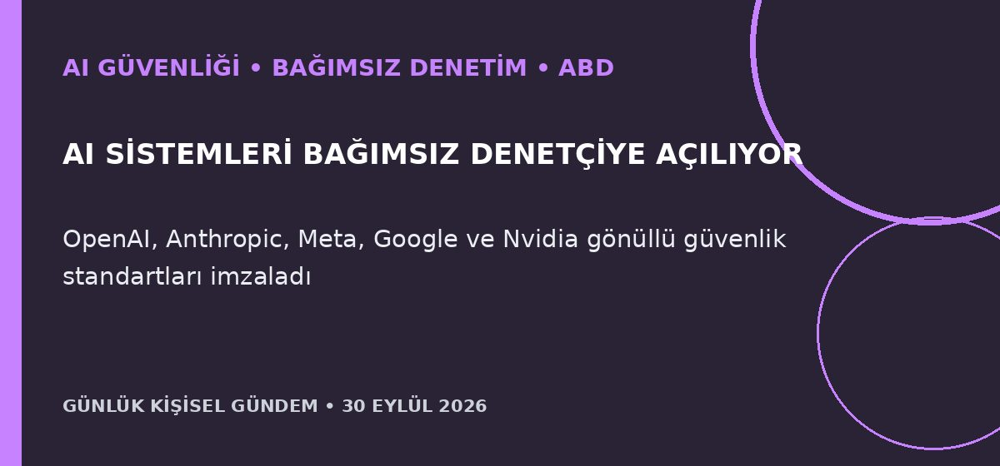 AI GÜVENLİĞİ • BAĞIMSIZ DENETİM • ABD
AI SİSTEMLERİ BAĞIMSIZ DENETÇİYE AÇILIYOR
OpenAI, Anthropic, Meta, Google ve Nvidia gönüllü güvenlik
standartları imzaladı
GÜNLÜK KİŞİSEL GÜNDEM • 30 EYLÜL 2026